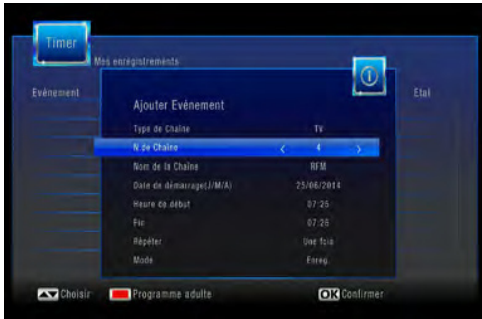 Timer
Mes enregistrements
Evénement
Etat
Ajouter Evénement
Type de Chaîne TV
N de Chaîne 4
Nom de la Chaîne RFM
Date de démarrage(J/M/A) 25/06/2014
Heure de début 07:25
Fin 07:25
Répéter Une fois
Mode Enreg.
Choisir Programme adulte OK Confirmer